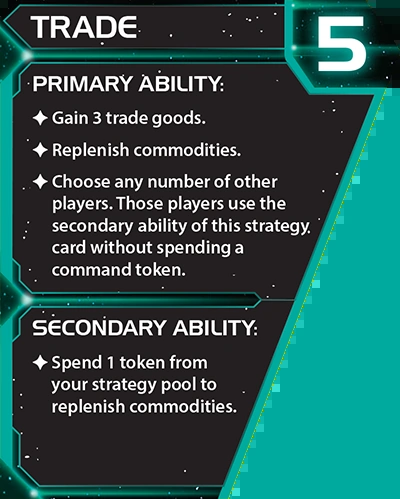 TRADE
5
PRIMARY ABILITY:
Gain 3 trade goods.
Replenish commodities.
Choose any number of other
players. Those players use the
secondary ability of this strategy
card without spending a
command token.
SECONDARY ABILITY:
Spend 1 token from
your strategy pool to
replenish commodities.